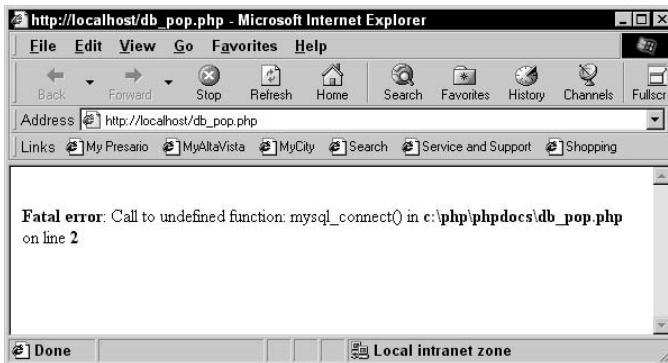 http://localhost/db_pop.php - Microsoft Internet Explorer
File Edit View Go Favorites Help
Back Forward Stop Refresh Home Search Favorites History Channels Fullscr
Address http://localhost/db_pop.php
Links My Presario MyAltaVista MyCity Search Service and Support Shopping
Fatal error: Call to undefined function: mysql_connect() in c:\php\phpdocs\db_pop.php
on line 2
Done Local intranet zone